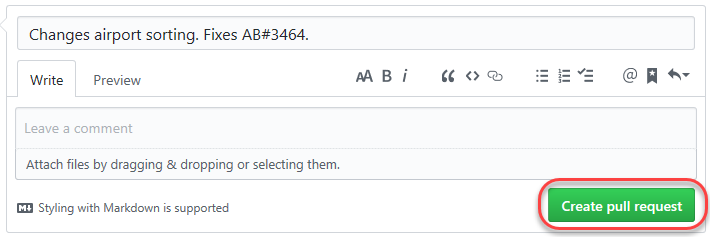 Changes airport sorting. Fixes AB#3464.
Write Preview AA B i @
Leave a comment
Attach files by dragging & dropping or selecting them.
Styling with Markdown is supported Create pull request